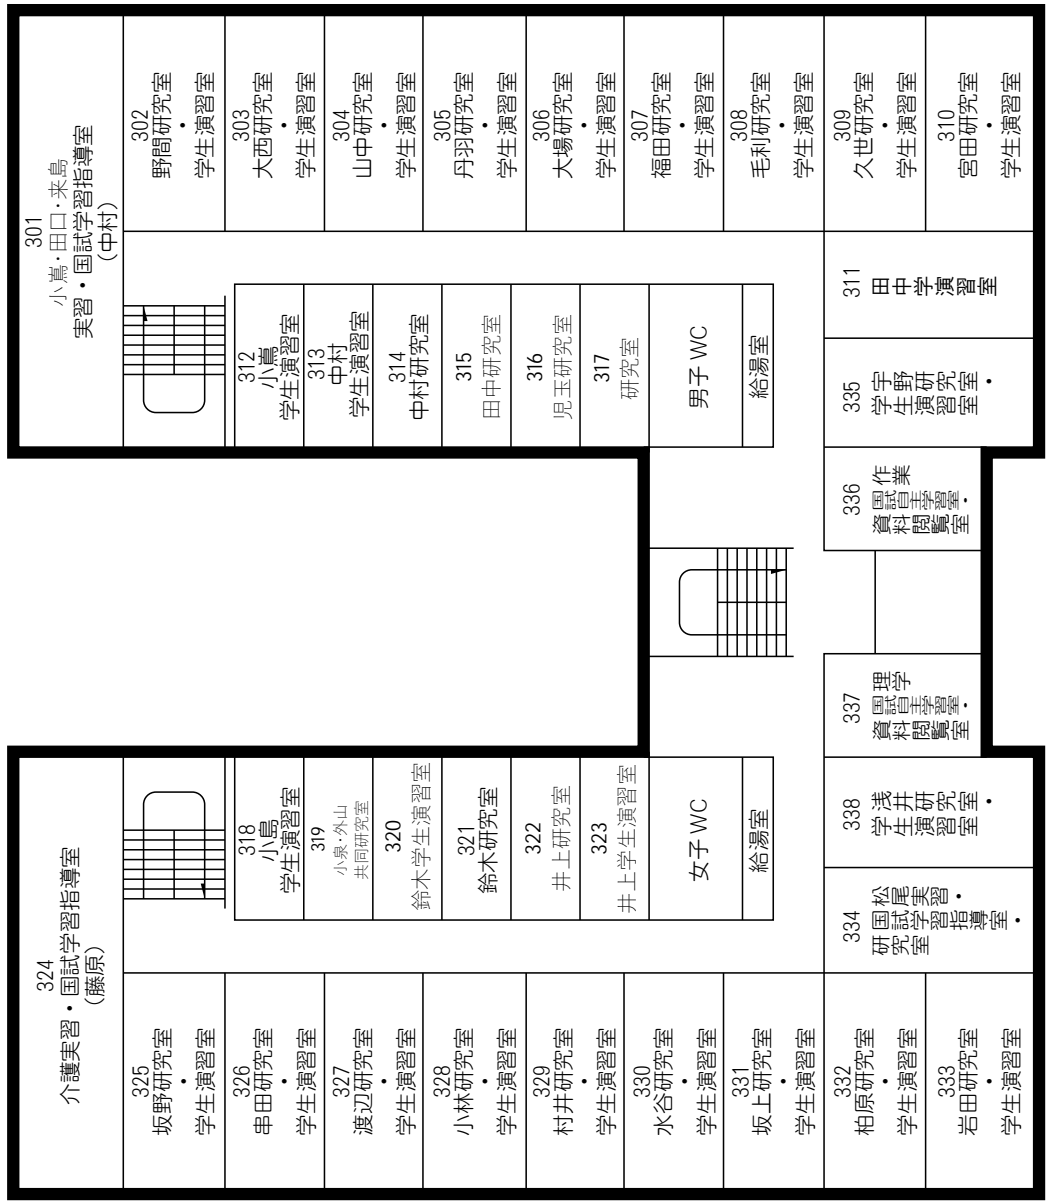 301
小嶌・田口・来島
実習・国試学習指導室
（中村）
302
野間研究室
・
学生演習室
303
大西研究室
・
学生演習室
304
山中研究室
・
学生演習室
305
丹羽研究室
・
学生演習室
306
大場研究室
・
学生演習室
307
福田研究室
・
学生演習室
308
毛利研究室
・
学生演習室
309
久世研究室
・
学生演習室
310
宮田研究室
・
学生演習室
311
田中学演習室
312
小嶌
学生演習室
313
中村
学生演習室
314
中村研究室
315
田中研究室
316
児玉研究室
317
研究室
男子 WC
給湯室
335
宇野研究室・
学生演習室
336
作業
国試自主学習室・
資料閲覧室
337
理学
国試自主学習室・
資料閲覧室
318
小島
学生演習室
319
小泉・外山
共同研究室
320
鈴木学生演習室
321
鈴木研究室
322
井上研究室
323
井上学生演習室
女子 WC
給湯室
338
浅井研究室・
学生演習室
334
松尾実習・
国試学習指導室・
研究室
324
介護実習・国試学習指導室
（藤原）
325
坂野研究室
・
学生演習室
326
串田研究室
・
学生演習室
327
渡辺研究室
・
学生演習室
328
小林研究室
・
学生演習室
329
村井研究室
・
学生演習室
330
水谷研究室
・
学生演習室
331
坂上研究室
・
学生演習室
332
柏原研究室
・
学生演習室
333
岩田研究室
・
学生演習室